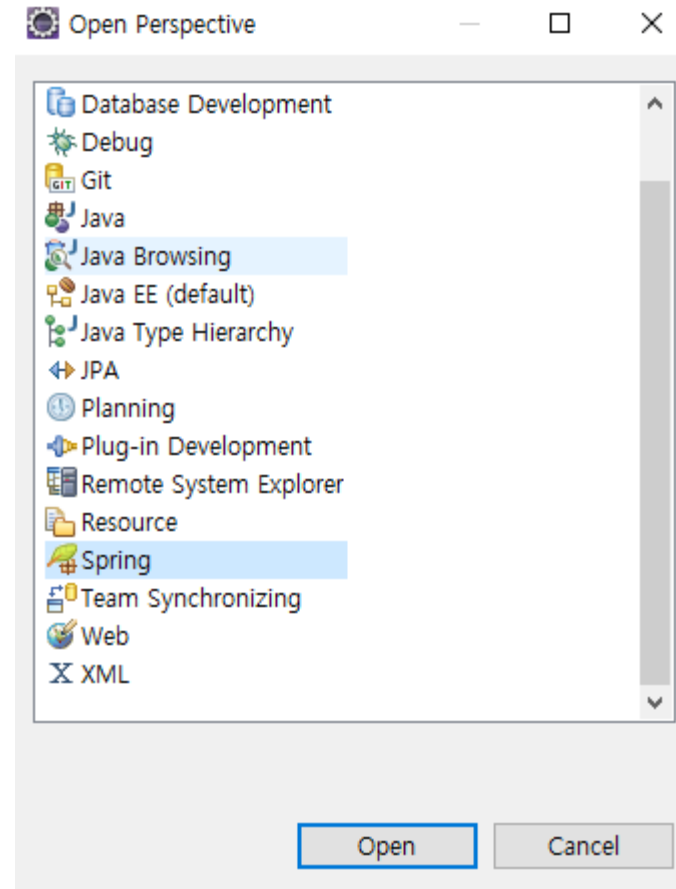 Open Perspective
Database Development
Debug
GIT Git
Java
Java Browsing
Java EE (default)
Java Type Hierarchy
JPA
Planning
Plug-in Development
Remote System Explorer
Resource
Spring
Team Synchronizing
Web
X XML
Open Cancel